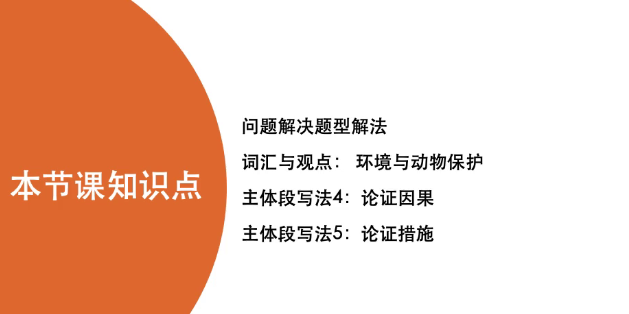 本节课知识点
问题解决题型解法
词汇与观点： 环境与动物保护
主体段写法4：论证因果
主体段写法5：论证措施